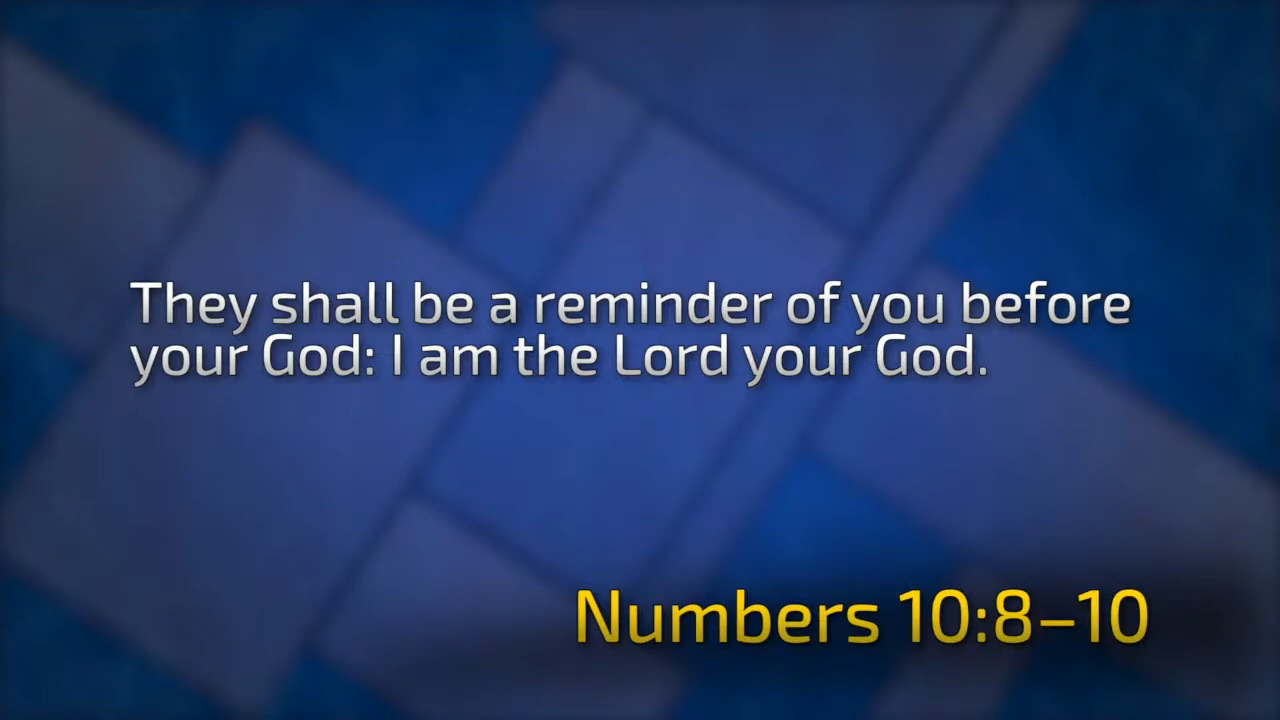 They shall be a reminder of you before
your God: I am the Lord your God.
Numbers 10:8–10